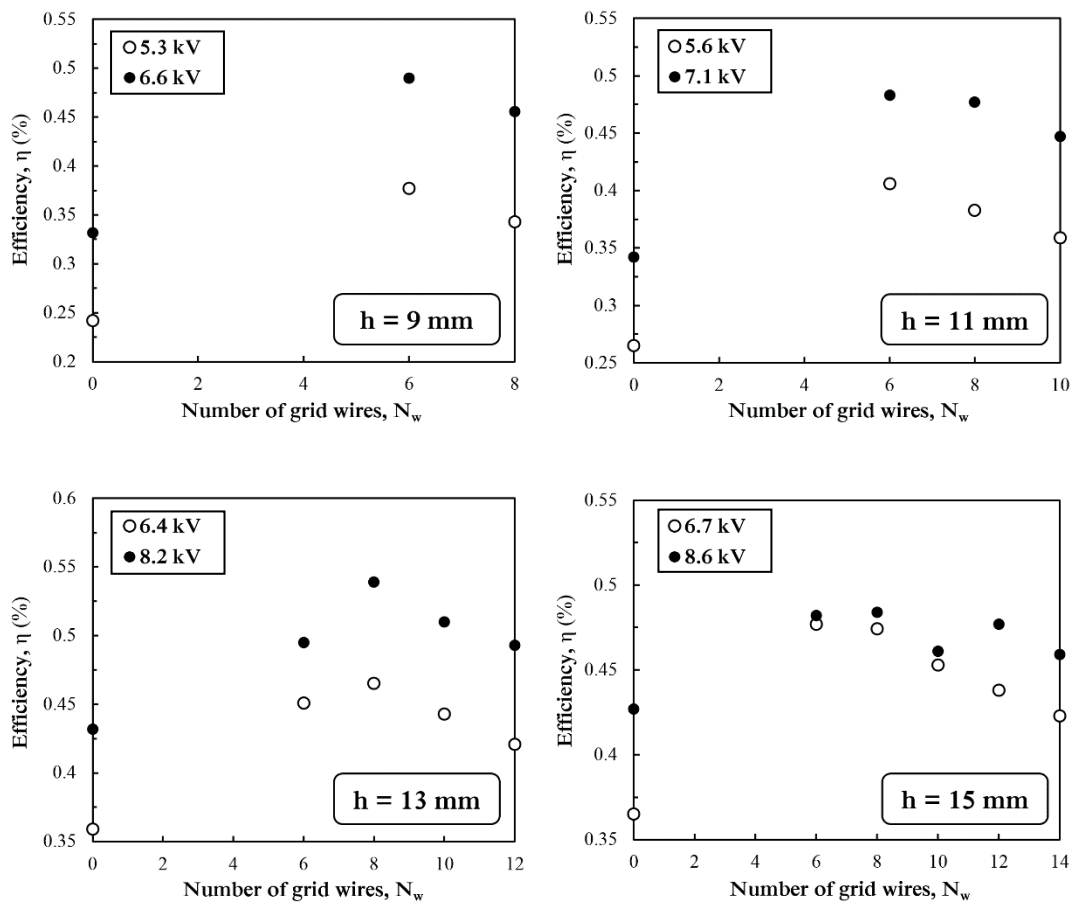 0.55
0.5
0.45
0.4
0.35
0.3
0.25
0.2
Efficiency, η (%)
5.3 kV
6.6 kV
h = 9 mm
0 2 4 6 8
Number of grid wires, N_w
0.55
0.5
0.45
0.4
0.35
0.3
0.25
Efficiency, η (%)
5.6 kV
7.1 kV
h = 11 mm
0 2 4 6 8 10
Number of grid wires, N_w
0.6
0.55
0.5
0.45
0.4
0.35
Efficiency, η (%)
6.4 kV
8.2 kV
h = 13 mm
0 2 4 6 8 10 12
Number of grid wires, N_w
0.55
0.5
0.45
0.4
0.35
Efficiency, η (%)
6.7 kV
8.6 kV
h = 15 mm
0 2 4 6 8 10 12 14
Number of grid wires, N_w